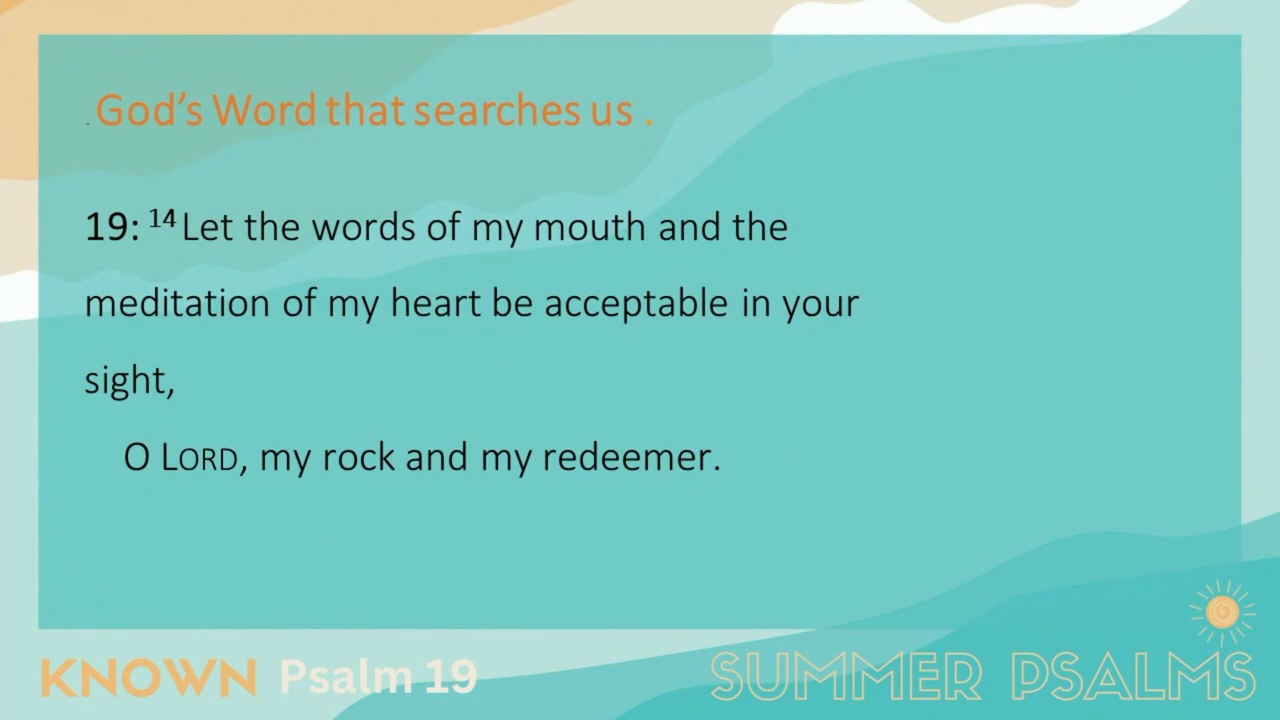 God’s Word that searches us .
19: 14 Let the words of my mouth and the
meditation of my heart be acceptable in your
sight,
O LORD, my rock and my redeemer.
KNOWN Psalm 19
SUMMER PSALMS